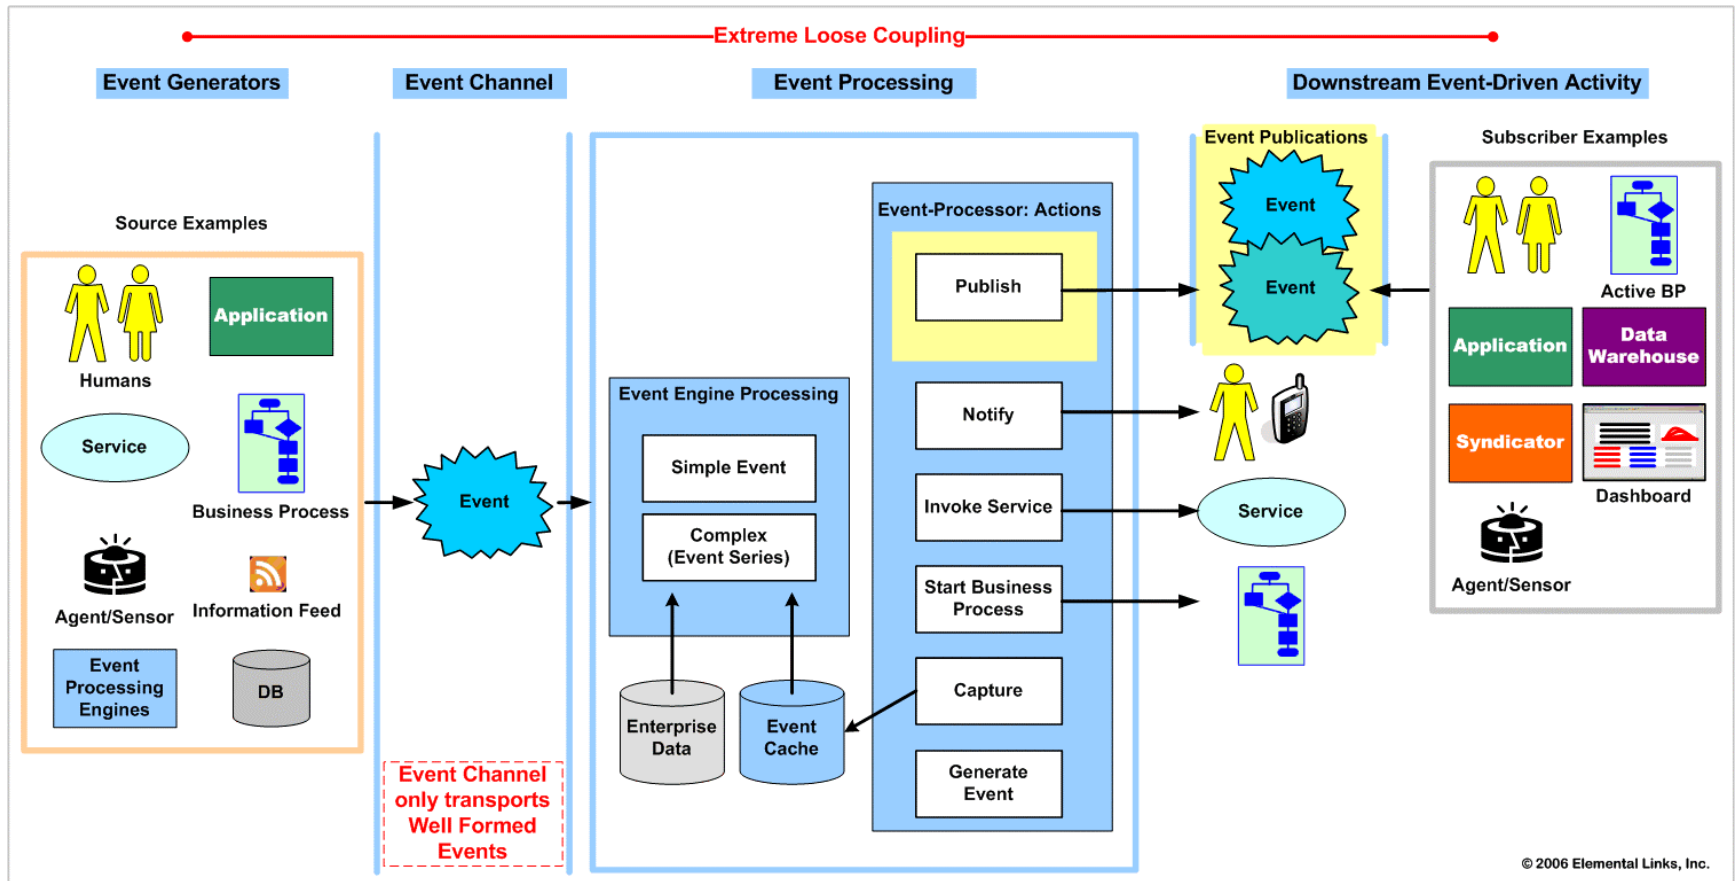 Extreme Loose Coupling
Event Generators
Event Channel
Event Processing
Downstream Event-Driven Activity
Source Examples
Humans
Application
Service
Business Process
Agent/Sensor
Information Feed
Event
Processing
Engines
DB
Event
Event Channel
only transports
Well Formed
Events
Event Engine Processing
Simple Event
Complex
(Event Series)
Enterprise
Data
Event
Cache
Event-Processor: Actions
Publish
Notify
Invoke Service
Start Business
Process
Capture
Generate
Event
Event Publications
Event
Event
Service
Subscriber Examples
Active BP
Application
Data
Warehouse
Syndicator
Dashboard
Agent/Sensor
© 2006 Elemental Links, Inc.